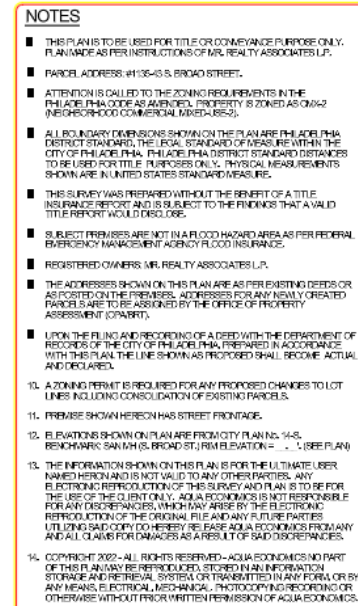 NOTES
THIS PLAN IS TO BE USED FOR TITLE OR CONVEYANCE PURPOSE ONLY.
PLAN MADE AS PER INSTRUCTIONS OF MR. REALTY ASSOCIATES L.P.
PARCEL ADDRESS: #1135-43 S. BROAD STREET.
ATTENTION IS CALLED TO THE ZONING REQUIREMENTS IN THE
PHILADELPHIA CODE AS AMENDED. PROPERTY IS ZONED AS CMX-2
(NEIGHBORHOOD COMMERCIAL MIXED-USE-2).
ALL BOUNDARY DIMENSIONS SHOWN ON THE PLAN ARE PHILADELPHIA
DISTRICT STANDARD, THE LEGAL STANDARD OF MEASURE WITHIN THE
CITY OF PHILADELPHIA. PHILADELPHIA DISTRICT STANDARD DISTANCES
TO BE USED FOR TITLE PURPOSES ONLY. PHYSICAL MEASUREMENTS
SHOWN ARE IN UNITED STATES STANDARD MEASURE.
THIS SURVEY WAS PREPARED WITHOUT THE BENEFIT OF A TITLE
INSURANCE REPORT AND IS SUBJECT TO THE FINDINGS THAT A VALID
TITLE REPORT WOULD DISCLOSE.
SUBJECT PREMISES ARE NOT IN A FLOOD HAZARD AREA AS PER FEDERAL
EMERGENCY MANAGEMENT AGENCY FLOOD INSURANCE.
REGISTERED OWNERS: MR. REALTY ASSOCIATES L.P.
THE ADDRESSES SHOWN ON THIS PLAN ARE AS PER EXISTING DEEDS OR
AS POSTED ON THE PREMISES. ADDRESSES FOR ANY NEWLY CREATED
PARCELS ARE TO BE ASSIGNED BY THE OFFICE OF PROPERTY
ASSESSMENT (OPA/BRT).
UPON THE FILING AND RECORDING OF A DEED WITH THE DEPARTMENT OF
RECORDS OF THE CITY OF PHILADELPHIA, PREPARED IN ACCORDANCE
WITH THIS PLAN. THE LINE SHOWN AS PROPOSED SHALL BECOME ACTUAL
AND DECLARED.
10. A ZONING PERMIT IS REQUIRED FOR ANY PROPOSED CHANGES TO LOT
LINES INCLUDING CONSOLIDATION OF EXISTING PARCELS.
11. PREMISE SHOWN HEREON HAS STREET FRONTAGE.
12. ELEVATIONS SHOWN ON PLAN ARE FROM CITY PLAN No. 14-S.
BENCHMARK: SAN MH (S. BROAD ST.) RIM ELEVATION = __.__'. (SEE PLAN)
13. THE INFORMATION SHOWN ON THIS PLAN IS FOR THE ULTIMATE USER
NAMED HERON AND IS NOT VALID TO ANY OTHER PARTIES. ANY
ELECTRONIC REPRODUCTION OF THIS SURVEY AND PLAN IS TO BE FOR
THE USE OF THE CLIENT ONLY. AQUA ECONOMICS IS NOT RESPONSIBLE
FOR ANY DISCREPANCIES, WHICH MAY ARISE BY THE ELECTRONIC
REPRODUCTION OF THE ORIGINAL FILE AND ANY FUTURE PARTIES
UTILIZING SAID COPY DO HEREBY RELEASE AQUA ECONOMICS FROM ANY
AND ALL CLAIMS FOR DAMAGES AS A RESULT OF SAID DISCREPANCIES.
14. COPYRIGHT 2022 - ALL RIGHTS RESERVED - AQUA ECONOMICS NO PART
OF THIS PLAN MAY BE REPRODUCED, STORED IN AN INFORMATION
STORAGE AND RETRIEVAL SYSTEM, OR TRANSMITTED IN ANY FORM, OR BY
ANY MEANS, ELECTRICAL, MECHANICAL, PHOTOCOPYING RECORDING OR
OTHERWISE WITHOUT PRIOR WRITTEN PERMISSION OF AQUA ECONOMICS.